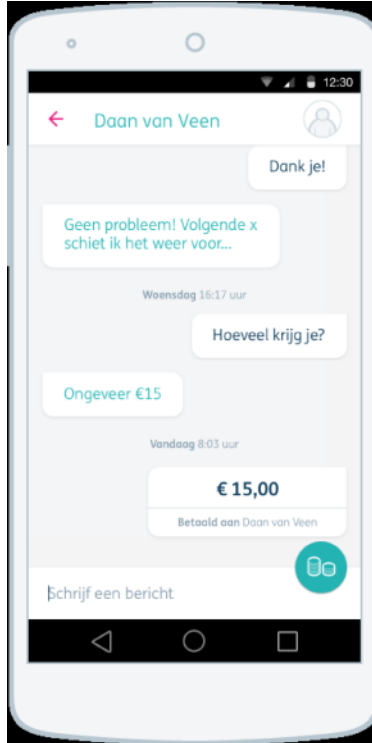 12:30
Daan van Veen
Dank je!
Geen probleem! Volgende x
schiet ik het weer voor...
Woensdag 16:17 uur
Hoeveel krijg je?
Ongeveer €15
Vandaag 8:03 uur
€ 15,00
Betaald aan Daan van Veen
Schrijf een bericht